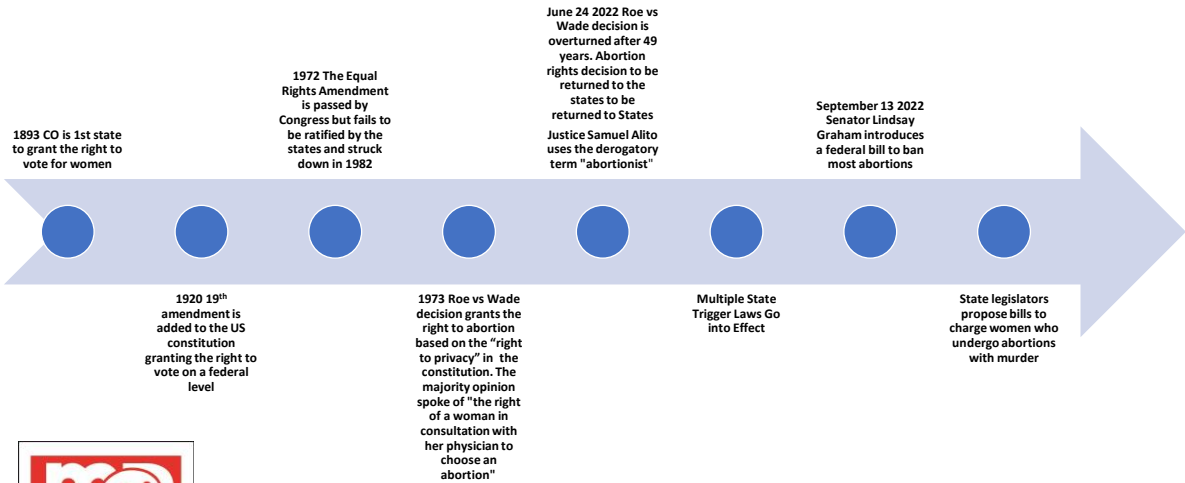 1893 CO is 1st state
to grant the right to
vote for women
1920 19th
amendment is
added to the US
constitution
granting the right to
vote on a federal
level
1972 The Equal
Rights Amendment
is passed by
Congress but fails to
be ratified by the
states and struck
down in 1982
1973 Roe vs Wade
decision grants the
right to abortion
based on the “right
to privacy” in the
constitution. The
majority opinion
spoke of "the right
of a woman in
consultation with
her physician to
choose an
abortion"
June 24 2022 Roe vs
Wade decision is
overturned after 49
years. Abortion
rights decision to be
returned to the
states to be
returned to States
Justice Samuel Alito
uses the derogatory
term "abortionist"
Multiple State
Trigger Laws Go
into Effect
September 13 2022
Senator Lindsay
Graham introduces
a federal bill to ban
most abortions
State legislators
propose bills to
charge women who
undergo abortions
with murder